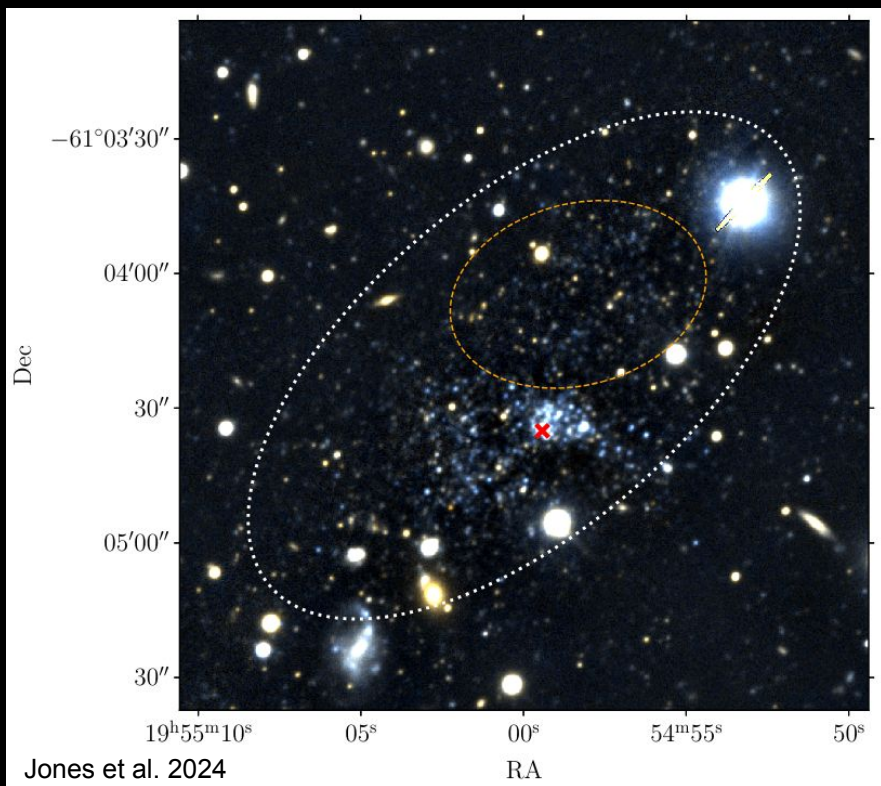 −61°03′30″
04′00″
Dec
30″
05′00″
30″
19ʰ55ᵐ10ˢ
05ˢ
00ˢ
54ᵐ55ˢ
50ˢ
Jones et al. 2024
RA